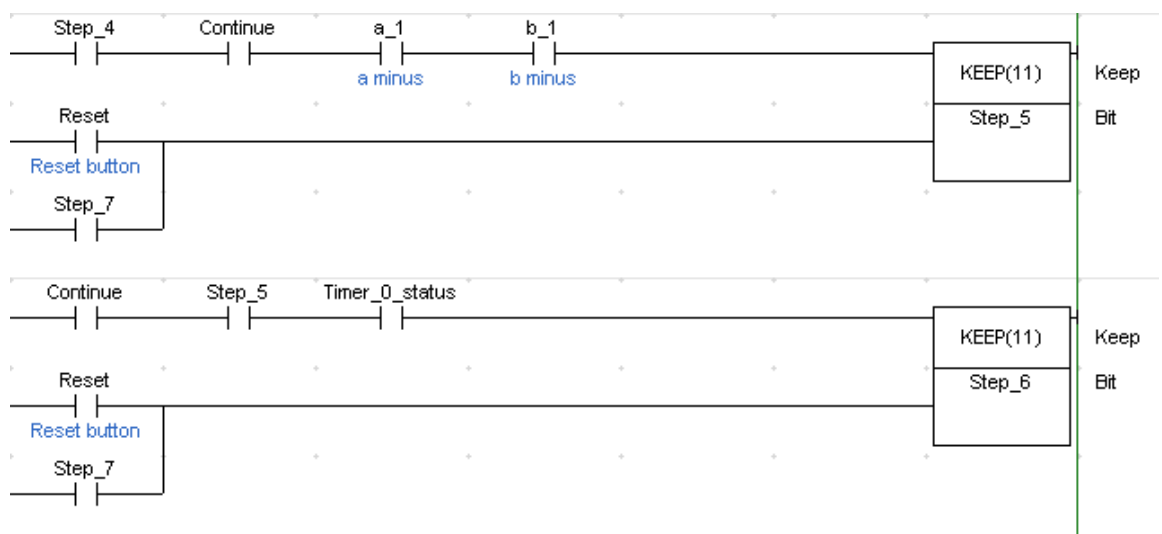 Step_4 Continue a_1 b_1
a minus b minus
KEEP(11) Keep
Reset Step_5 Bit
Reset button
Step_7
Continue Step_5 Timer_0_status
KEEP(11) Keep
Reset Step_6 Bit
Reset button
Step_7